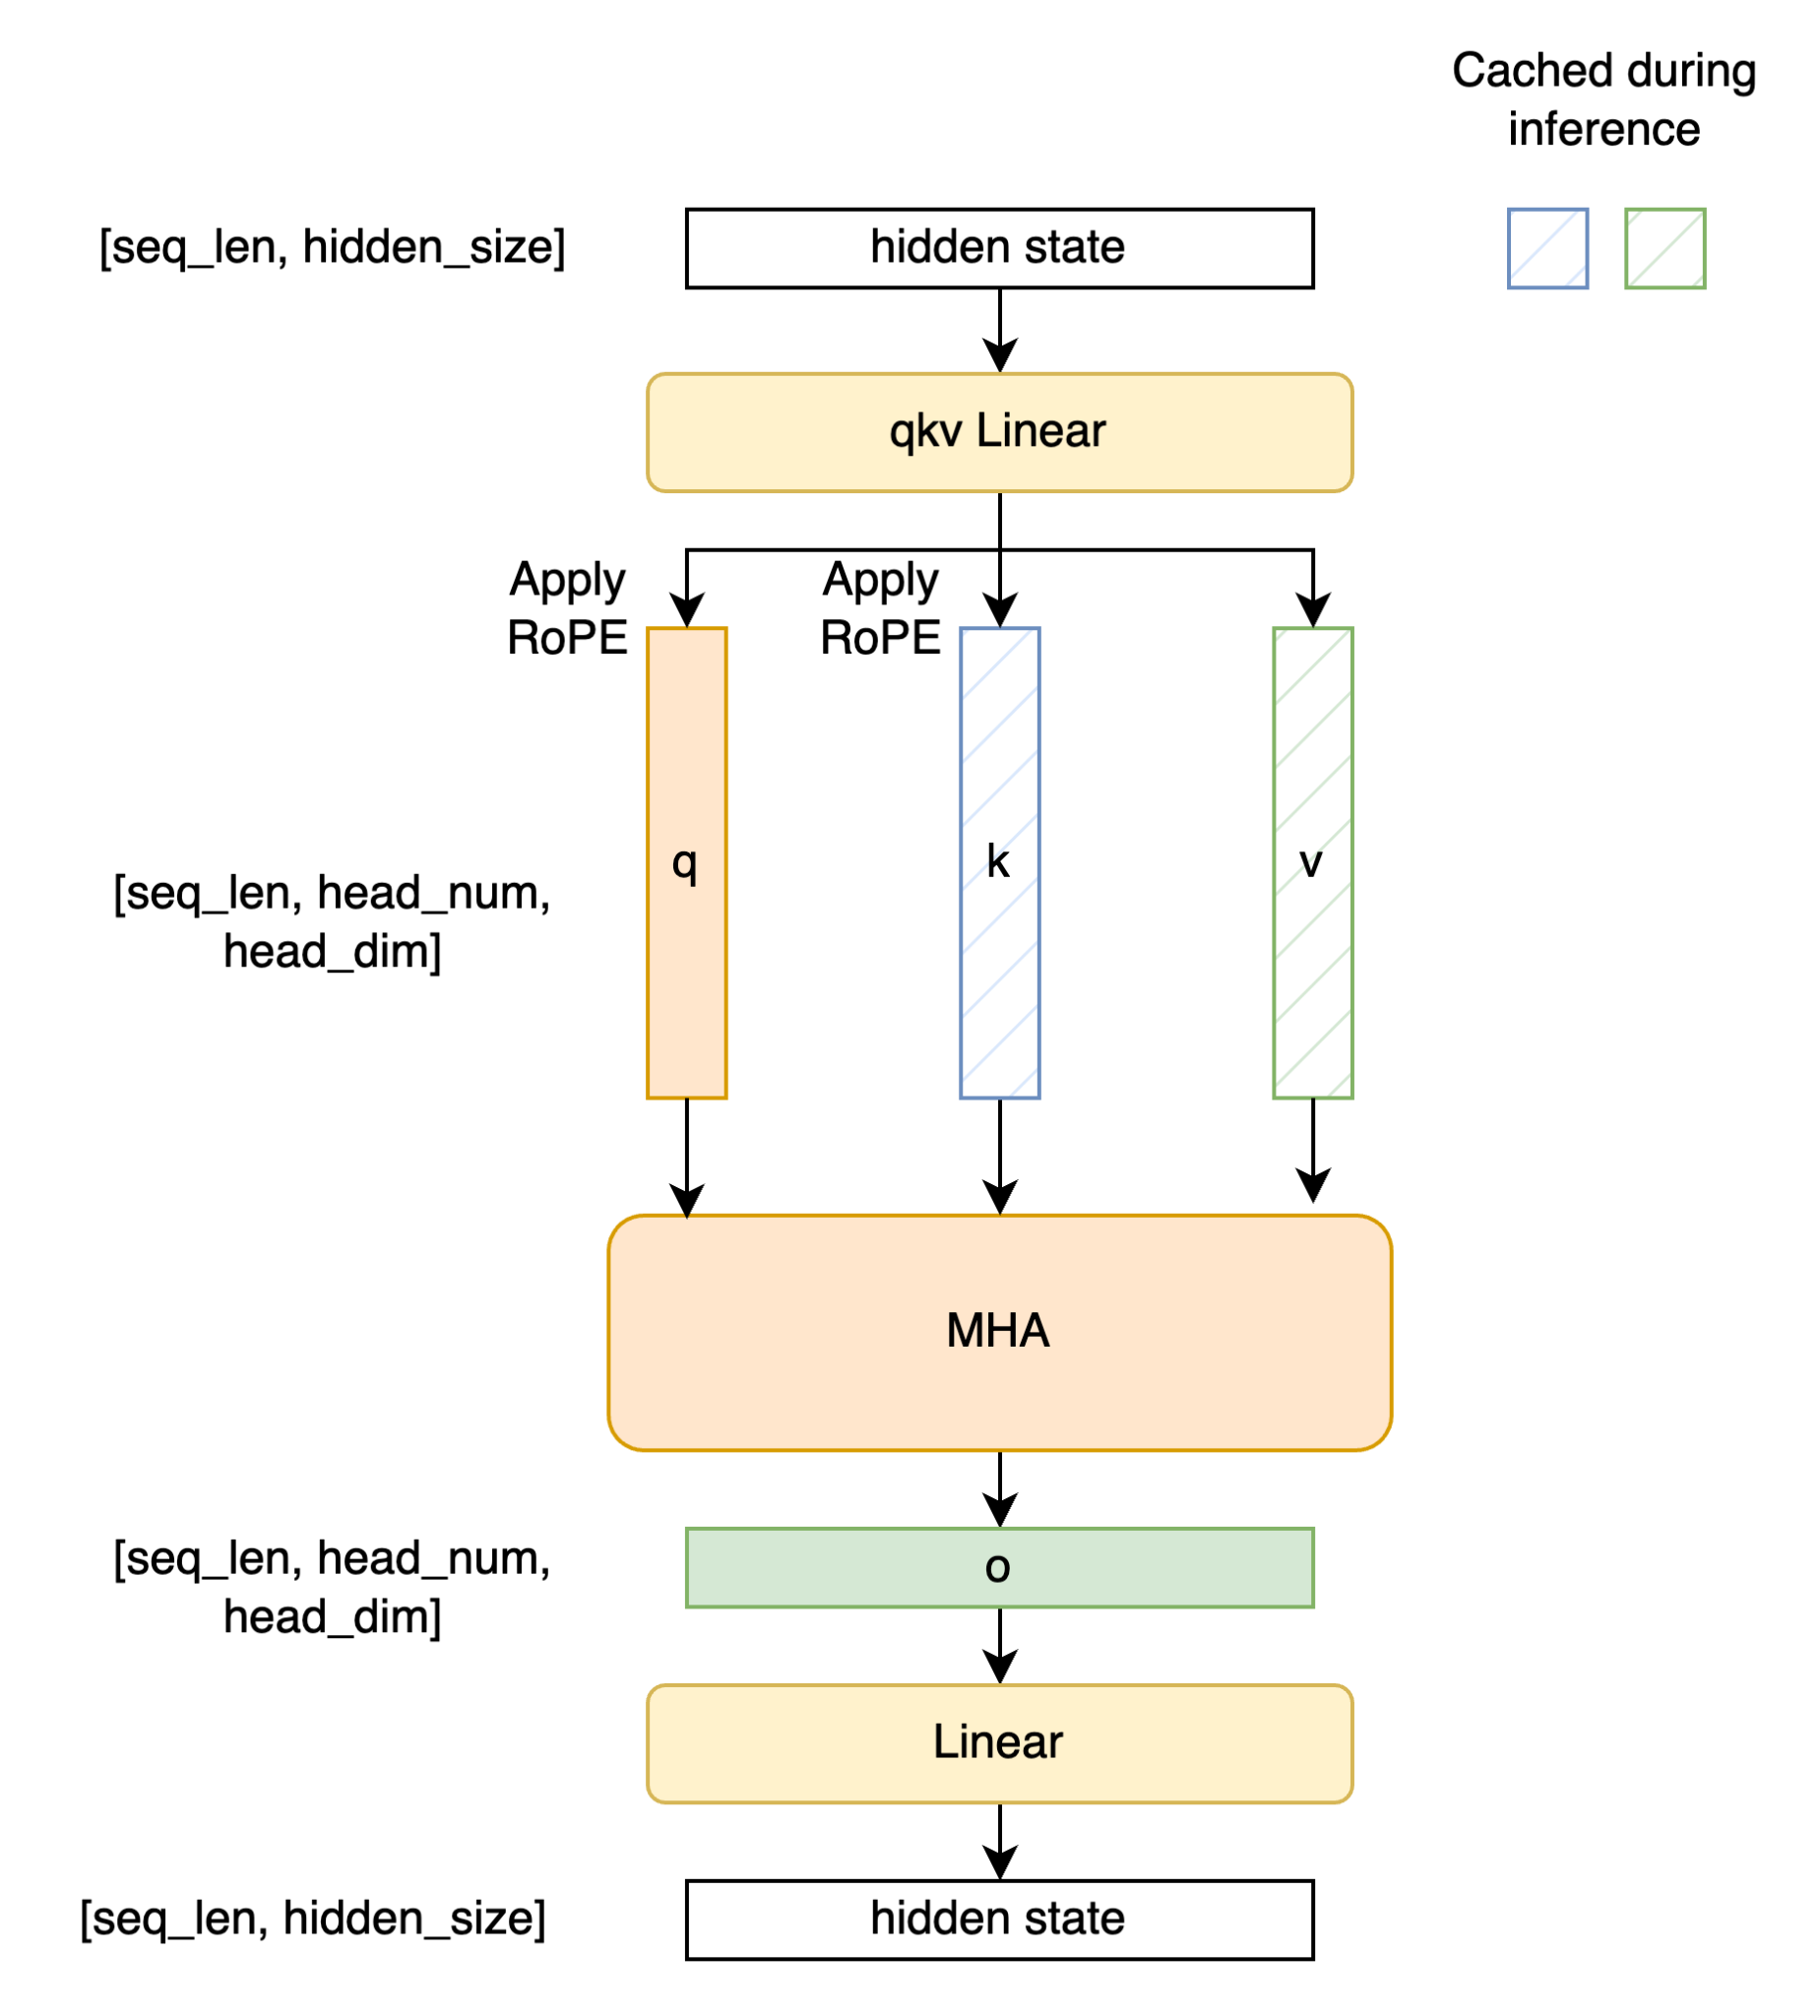 Cached during
inference
[seq_len, hidden_size]
hidden state
qkv Linear
Apply
RoPE
Apply
RoPE
q
k
v
[seq_len, head_num,
head_dim]
MHA
[seq_len, head_num,
head_dim]
o
Linear
[seq_len, hidden_size]
hidden state